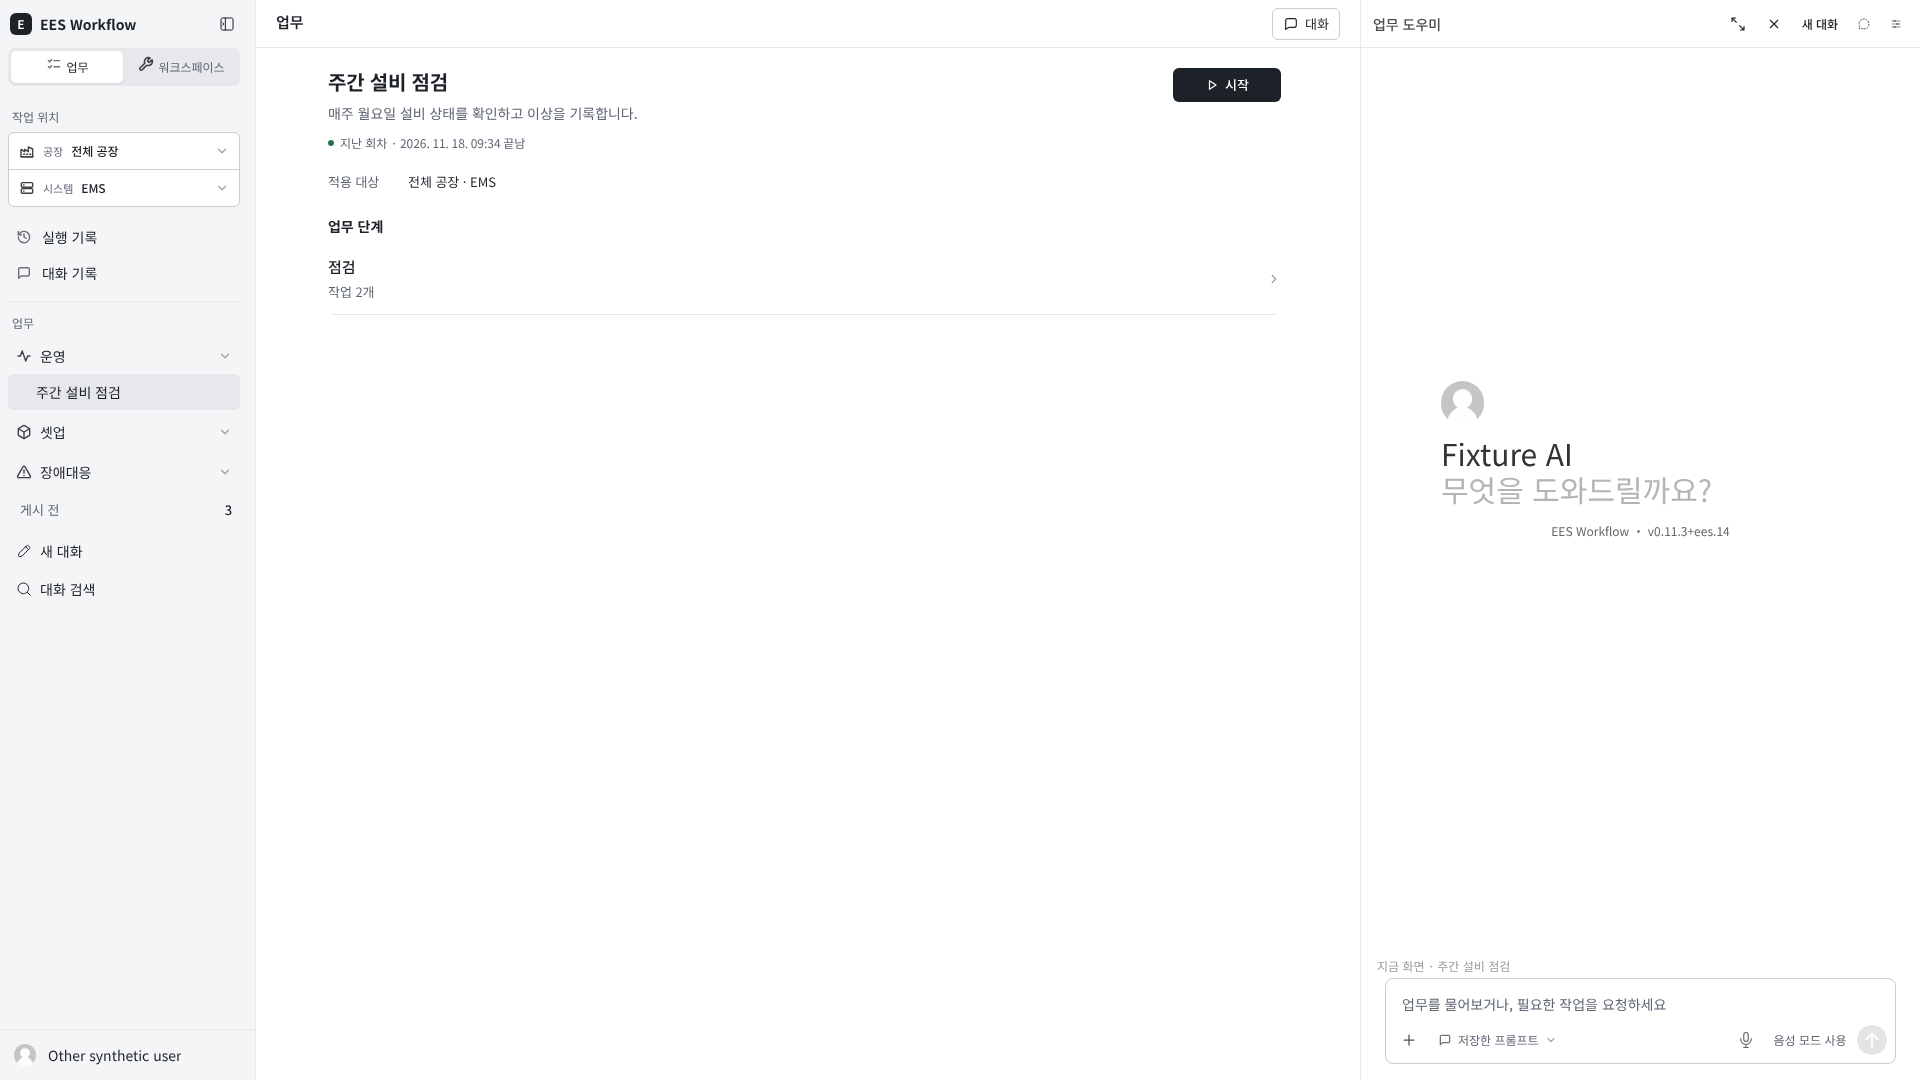 E EES Workflow
업무
워크스페이스
작업 위치
공장 전체 공장
시스템 EMS
실행 기록
대화 기록
업무
운영
주간 설비 점검
셋업
장애대응
게시 전 3
새 대화
대화 검색
Other synthetic user
업무
대화
주간 설비 점검
시작
매주 월요일 설비 상태를 확인하고 이상을 기록합니다.
지난 회차 · 2026. 11. 18. 09:34 끝남
적용 대상 전체 공장 · EMS
업무 단계
점검
작업 2개
업무 도우미
새 대화
Fixture AI
무엇을 도와드릴까요?
EES Workflow • v0.11.3+ees.14
지금 화면 · 주간 설비 점검
업무를 물어보거나, 필요한 작업을 요청하세요
저장한 프롬프트
음성 모드 사용